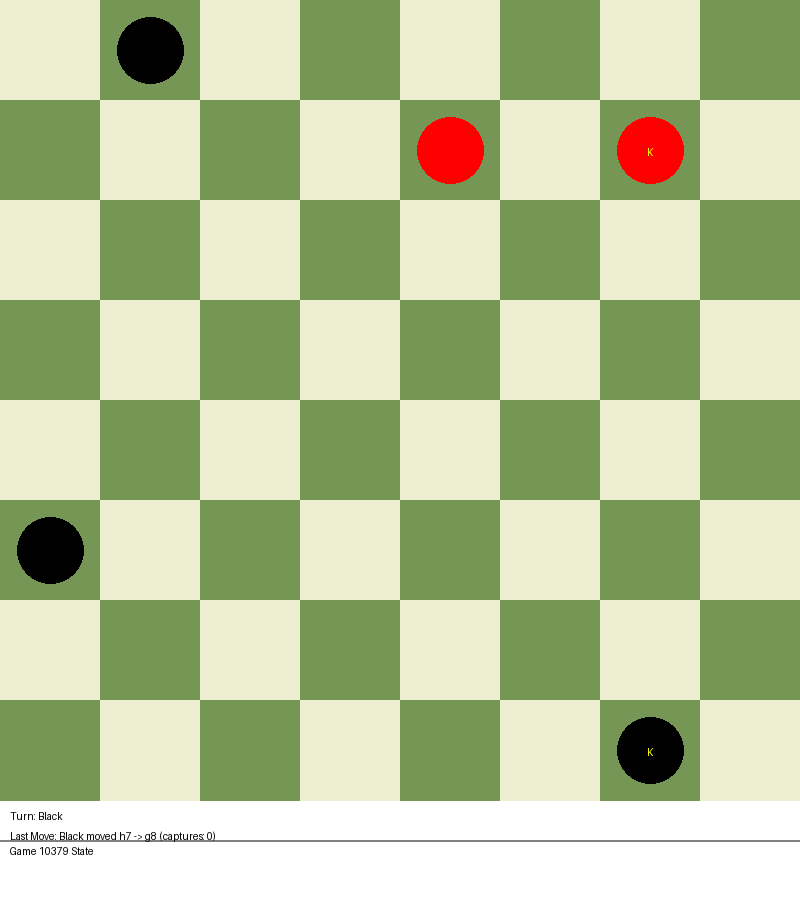 K
K
Turn: Black
Last Move: Black moved h7 -> g8 (captures: 0)
Game 10379 State